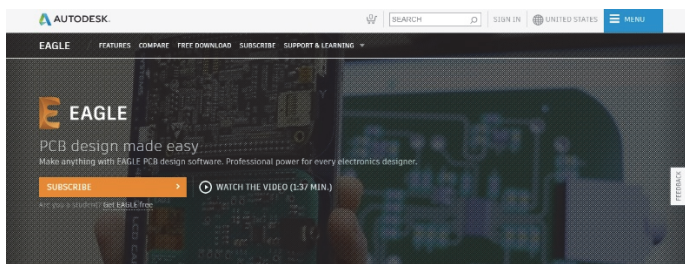 AUTODESK.
SEARCH
SIGN IN
UNITED STATES
MENU
EAGLE / FEATURES COMPARE FREE DOWNLOAD SUBSCRIBE SUPPORT & LEARNING
EAGLE
PCB design made easy
Make anything with EAGLE PCB design software. Professional power for every electronics designer.
SUBSCRIBE >
WATCH THE VIDEO (1:37 MIN.)
Are you a student? Get EAGLE free
FEEDBACK